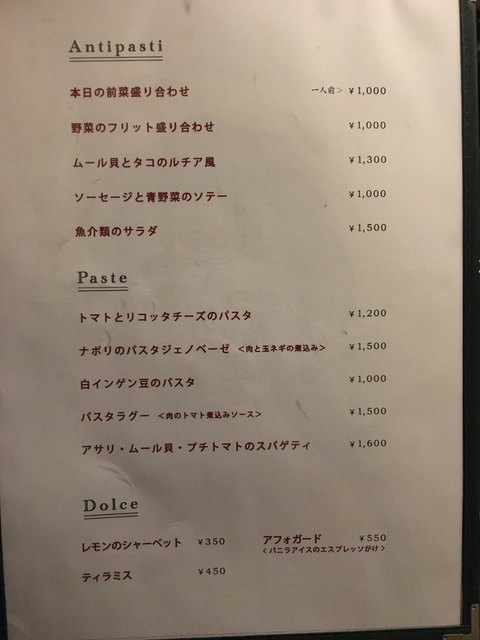 Antipasti
本日の前菜盛り合わせ 一人前> ¥1,000
野菜のフリット盛り合わせ ¥1,000
ムール貝とタコのルチア風 ¥1,300
ソーセージと青野菜のソテー ¥1,000
魚介類のサラダ ¥1,500
Paste
トマトとリコッタチーズのパスタ ¥1,200
ナポリのパスタジェノベーゼ <肉と玉ネギの煮込み> ¥1,500
白インゲン豆のパスタ ¥1,000
パスタラグー <肉のトマト煮込みソース> ¥1,500
アサリ・ムール貝・プチトマトのスパゲティ ¥1,600
Dolce
レモンのシャーベット ¥350 アフォガード ¥550
<バニラアイスのエスプレッソがけ>
ティラミス ¥450